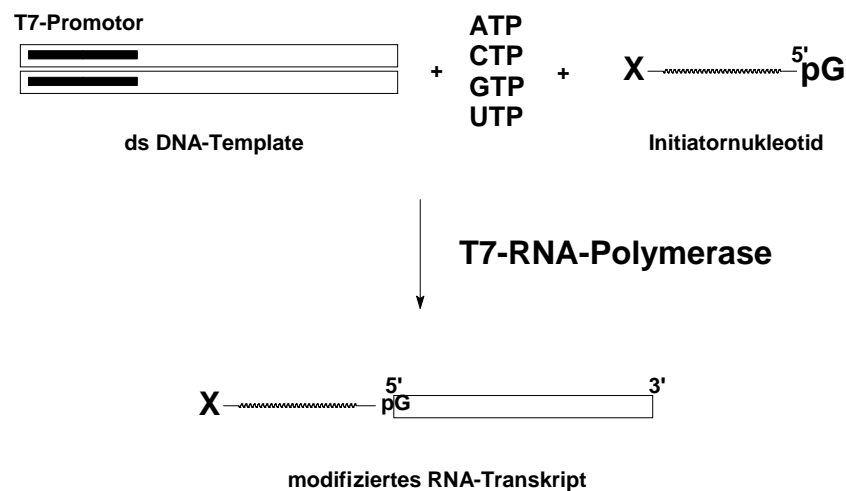 T7-Promotor
ds DNA-Template
+
ATP
CTP
GTP
UTP
+
X 5' pG
Initiatornukleotid
T7-RNA-Polymerase
X 5' pG 3'
modifiziertes RNA-Transkript